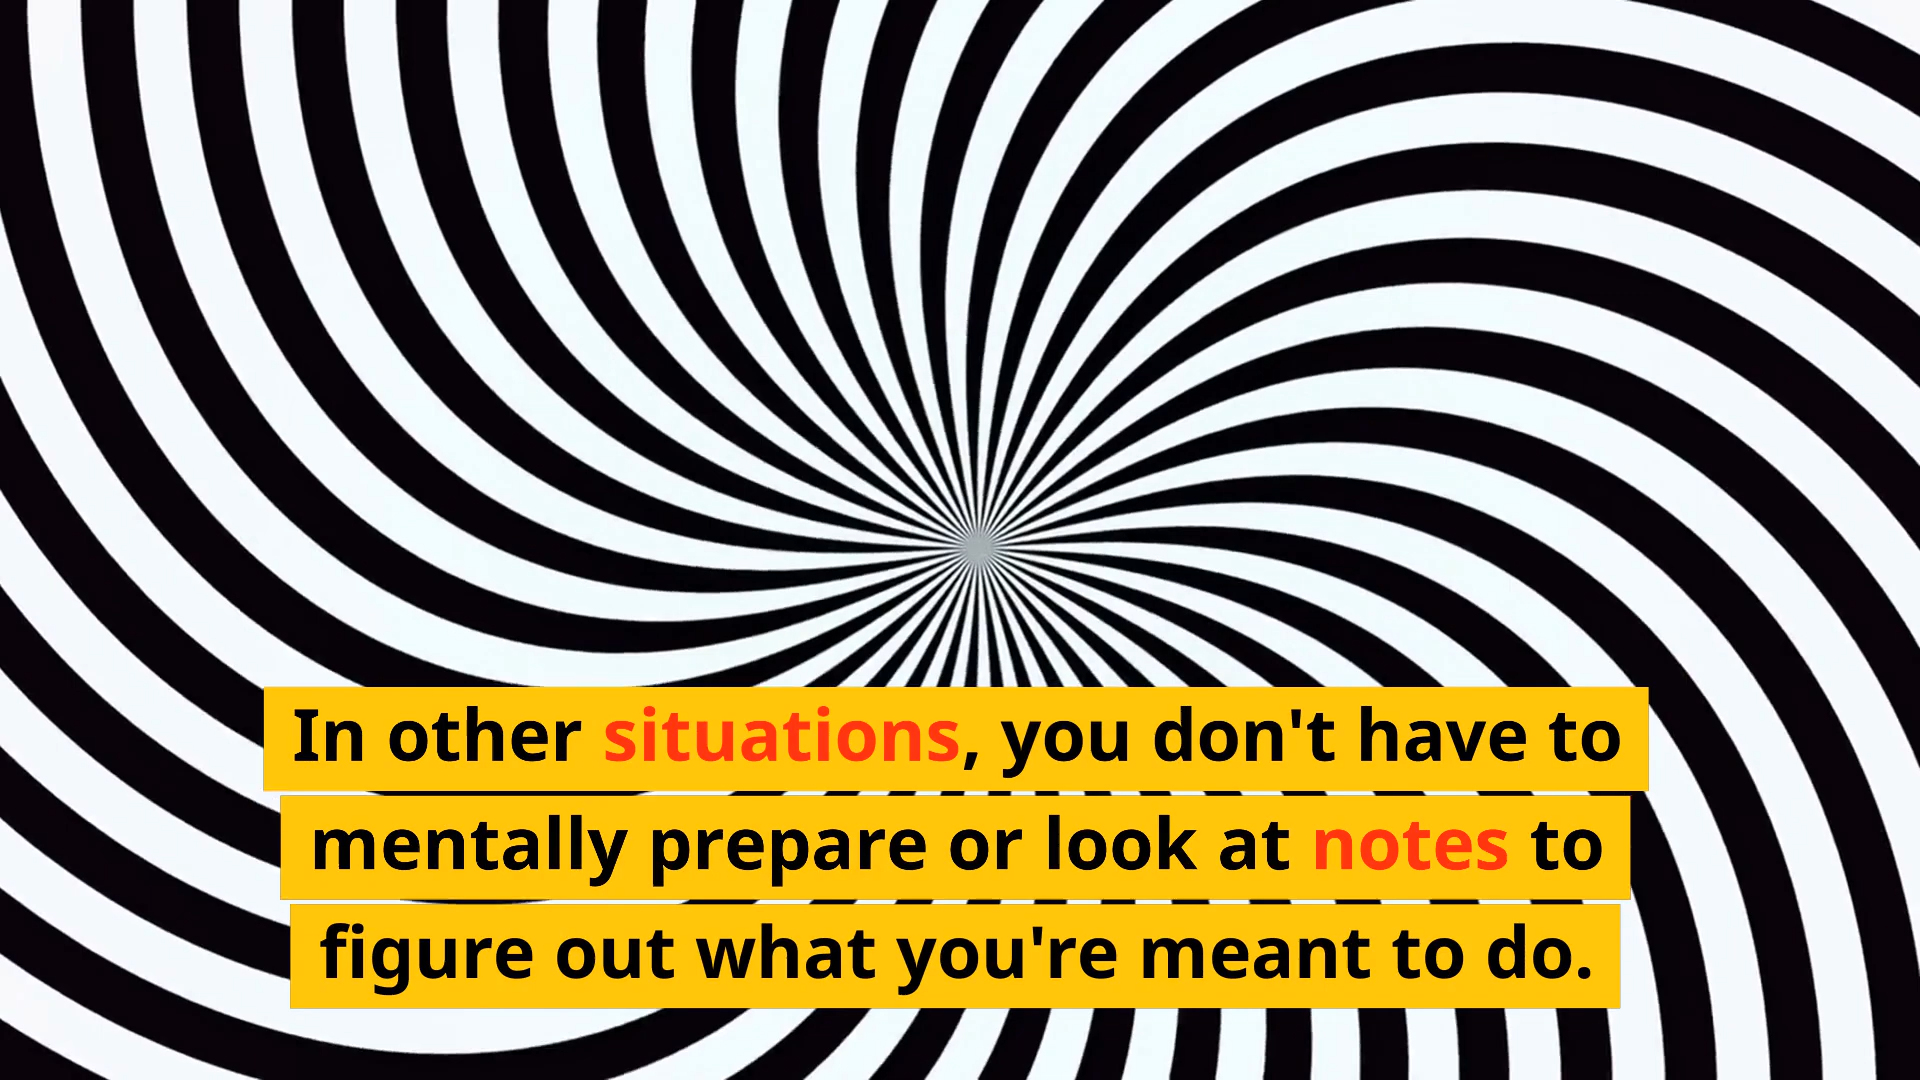 In other situations, you don't have to
mentally prepare or look at notes to
figure out what you're meant to do.